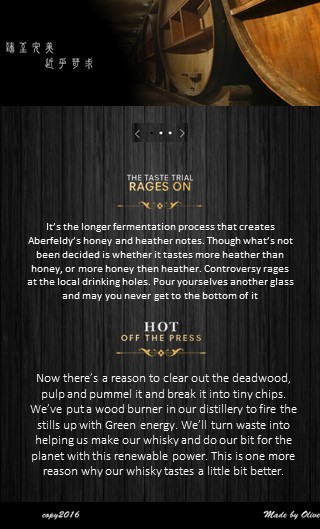 臻至完美
近乎苛求
THE TASTE TRIAL
RAGES ON
It's the longer fermentation process that creates
Aberfeldy's honey and heather notes. Though what's not
been decided is whether it tastes more heather than
honey, or more honey then heather. Controversy rages
at the local drinking holes. Pour yourselves another glass
and may you never get to the bottom of it
HOT
OFF THE PRESS
Now there's a reason to clear out the deadwood,
pulp and pummel it and break it into tiny chips.
We've put a wood burner in our distillery to fire the
stills up with Green energy. We'll turn waste into
helping us make our whisky and do our bit for the
planet with this renewable power. This is one more
reason why our whisky tastes a little bit better.
copy2016
Made by Olive